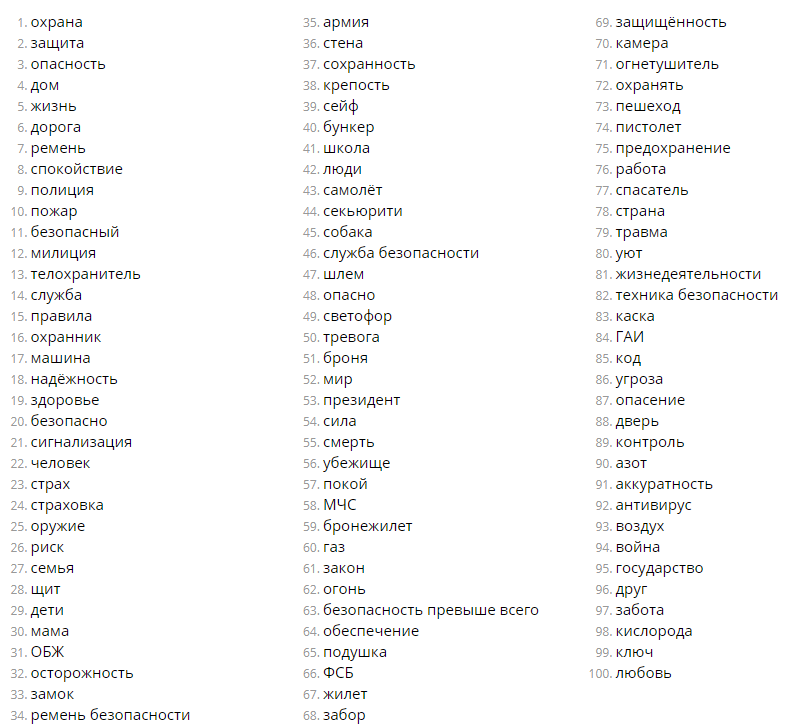 1. охрана
2. защита
3. опасность
4. дом
5. жизнь
6. дорога
7. ремень
8. спокойствие
9. полиция
10. пожар
11. безопасный
12. милиция
13. телохранитель
14. служба
15. правила
16. охранник
17. машина
18. надёжность
19. здоровье
20. безопасно
21. сигнализация
22. человек
23. страх
24. страховка
25. оружие
26. риск
27. семья
28. щит
29. дети
30. мама
31. ОБЖ
32. осторожность
33. замок
34. ремень безопасности
35. армия
36. стена
37. сохранность
38. крепость
39. сейф
40. бункер
41. школа
42. люди
43. самолёт
44. секьюрити
45. собака
46. служба безопасности
47. шлем
48. опасно
49. светофор
50. тревога
51. броня
52. мир
53. президент
54. сила
55. смерть
56. убежище
57. покой
58. МЧС
59. бронежилет
60. газ
61. закон
62. огонь
63. безопасность превыше всего
64. обеспечение
65. подушка
66. ФСБ
67. жилет
68. забор
69. защищённость
70. камера
71. огнетушитель
72. охранять
73. пешеход
74. пистолет
75. предохранение
76. работа
77. спасатель
78. страна
79. травма
80. уют
81. жизнедеятельности
82. техника безопасности
83. каска
84. ГАИ
85. код
86. угроза
87. опасение
88. дверь
89. контроль
90. азот
91. аккуратность
92. антивирус
93. воздух
94. война
95. государство
96. друг
97. забота
98. кислорода
99. ключ
100. любовь